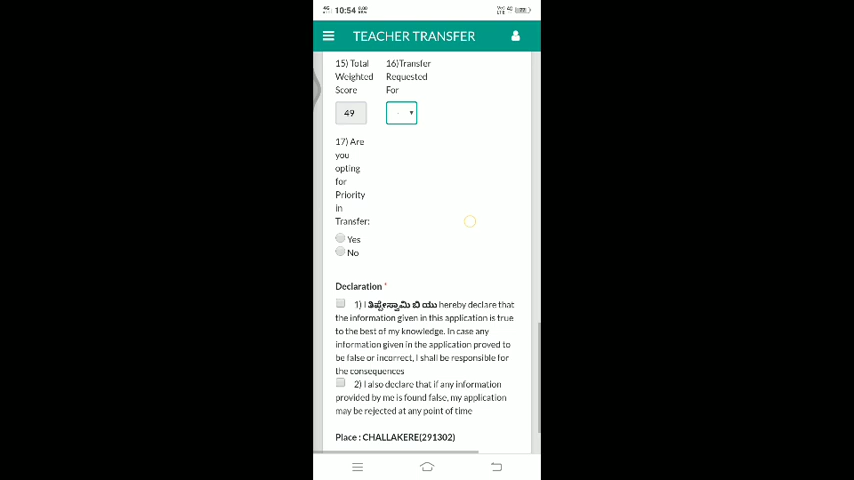 10:54
TEACHER TRANSFER
15) Total
Weighted
Score
16)Transfer
Requested
For
49
17) Are
you
opting
for
Priority
in
Transfer:
Yes
No
Declaration *
1) I ತಿಪ್ಪೇಸ್ವಾಮಿ ಬಿ ಯು hereby declare that
the information given in this application is true
to the best of my knowledge. In case any
information given in the application proved to
be false or incorrect, I shall be responsible for
the consequences
2) I also declare that if any information
provided by me is found false, my application
may be rejected at any point of time
Place : CHALLAKERE(291302)